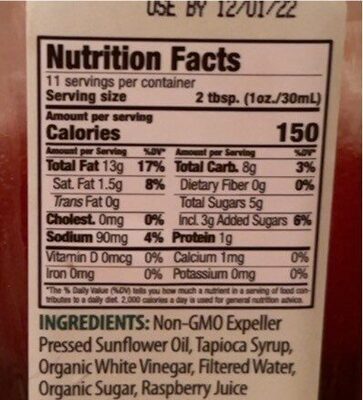 USE BY 12/01/22
Nutrition Facts
11 servings per container
Serving size 2 tbsp. (1oz./30mL)
Amount per serving
Calories 150
Amount per Serving %DV* Amount per Serving %DV*
Total Fat 13g 17% Total Carb. 8g 3%
Sat. Fat 1.5g 8% Dietary Fiber 0g 0%
Trans Fat 0g Total Sugars 5g
Cholest. 0mg 0% Incl. 3g Added Sugars 6%
Sodium 90mg 4% Protein 1g
Vitamin D 0mcg 0% Calcium 1mg 0%
Iron 0mg 0% Potassium 0mg 0%
*The % Daily Value (%DV) tells you how much a nutrient in a serving of food con-
tributes to a daily diet. 2,000 calories a day is used for general nutrition advice.
INGREDIENTS: Non-GMO Expeller
Pressed Sunflower Oil, Tapioca Syrup,
Organic White Vinegar, Filtered Water,
Organic Sugar, Raspberry Juice